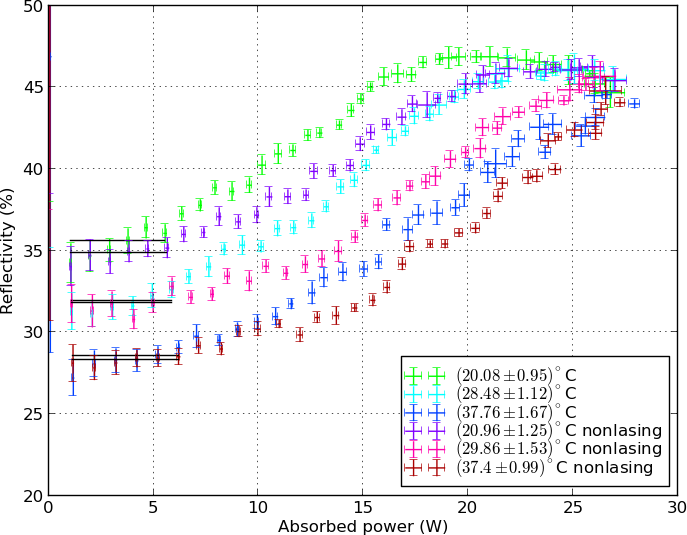 50
45
40
35
30
25
20
Reflectivity (%)
0 5 10 15 20 25 30
Absorbed power (W)
(20.08±0.95)°C
(28.48±1.12)°C
(37.76±1.67)°C
(20.96±1.25)°C nonlasing
(29.86±1.53)°C nonlasing
(37.4±0.99)°C nonlasing